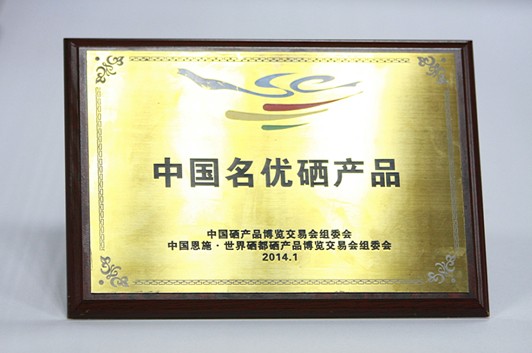 Se
中国名优硒产品
中国硒产品博览交易会组委会
中国恩施·世界硒都硒产品博览交易会组委会
2014.1